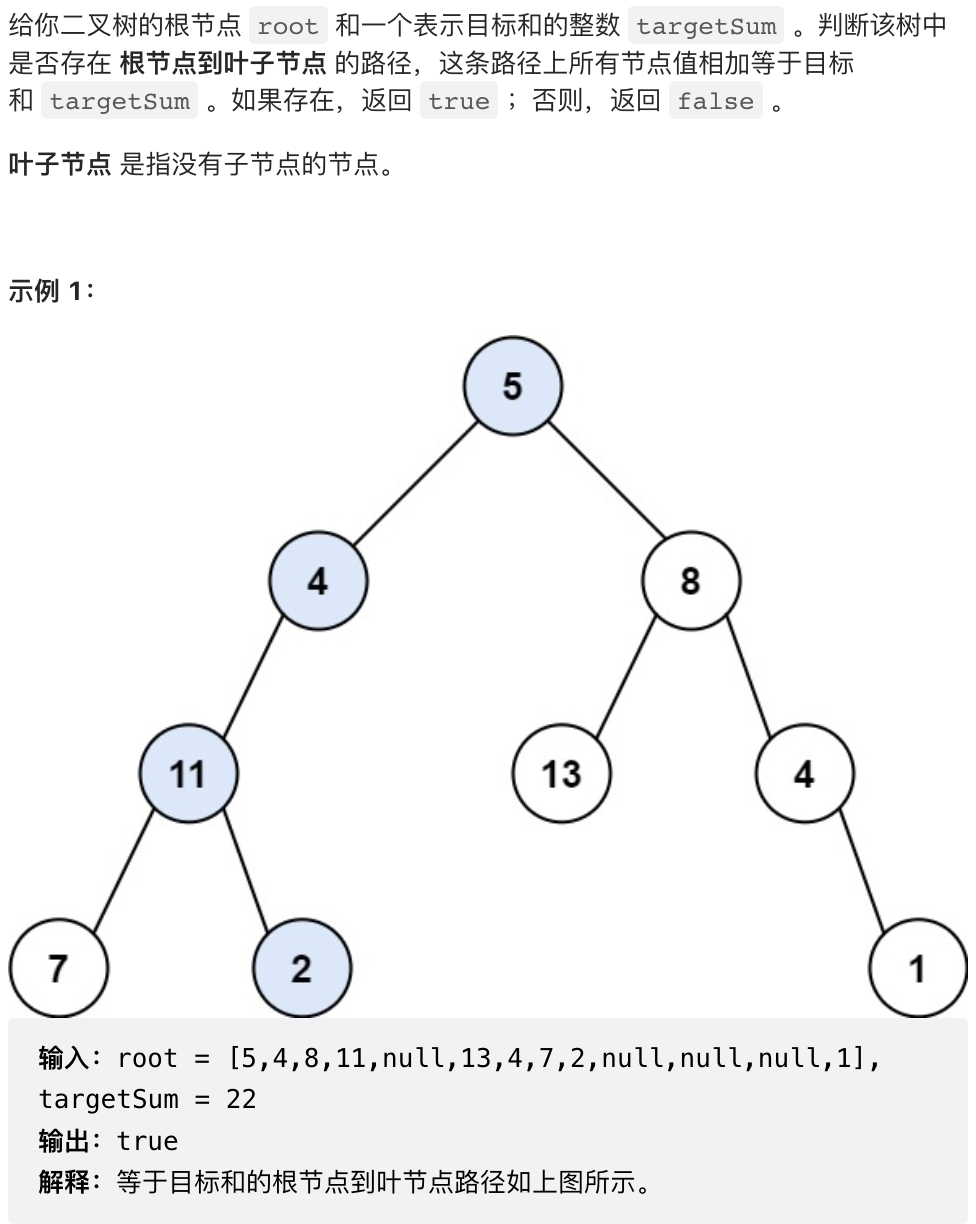 给你二叉树的根节点 root 和一个表示目标和的整数 targetSum 。判断该树中
是否存在 根节点到叶子节点 的路径，这条路径上所有节点值相加等于目标
和 targetSum 。如果存在，返回 true ；否则，返回 false 。
叶子节点 是指没有子节点的节点。
示例 1：
5
4
8
11
13
4
7
2
1
输入：root = [5,4,8,11,null,13,4,7,2,null,null,null,1],
targetSum = 22
输出：true
解释：等于目标和的根节点到叶节点路径如上图所示。